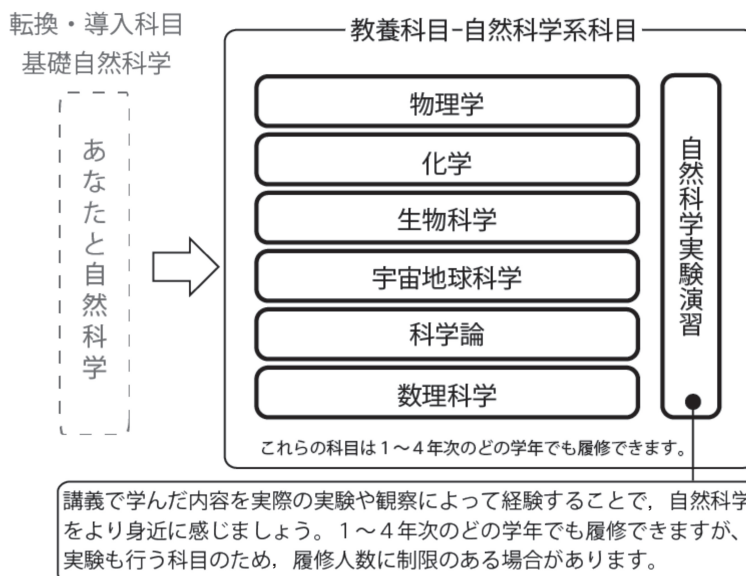 転換・導入科目
基礎自然科学
あなたと自然科学
教養科目-自然科学系科目
物理学
化学
生物科学
宇宙地球科学
科学論
数理科学
自然科学実験演習
これらの科目は1～4年次のどの学年でも履修できます。
講義で学んだ内容を実際の実験や観察によって経験することで，自然科学
をより身近に感じましょう。1～4年次のどの学年でも履修できますが、
実験も行う科目のため，履修人数に制限のある場合があります。